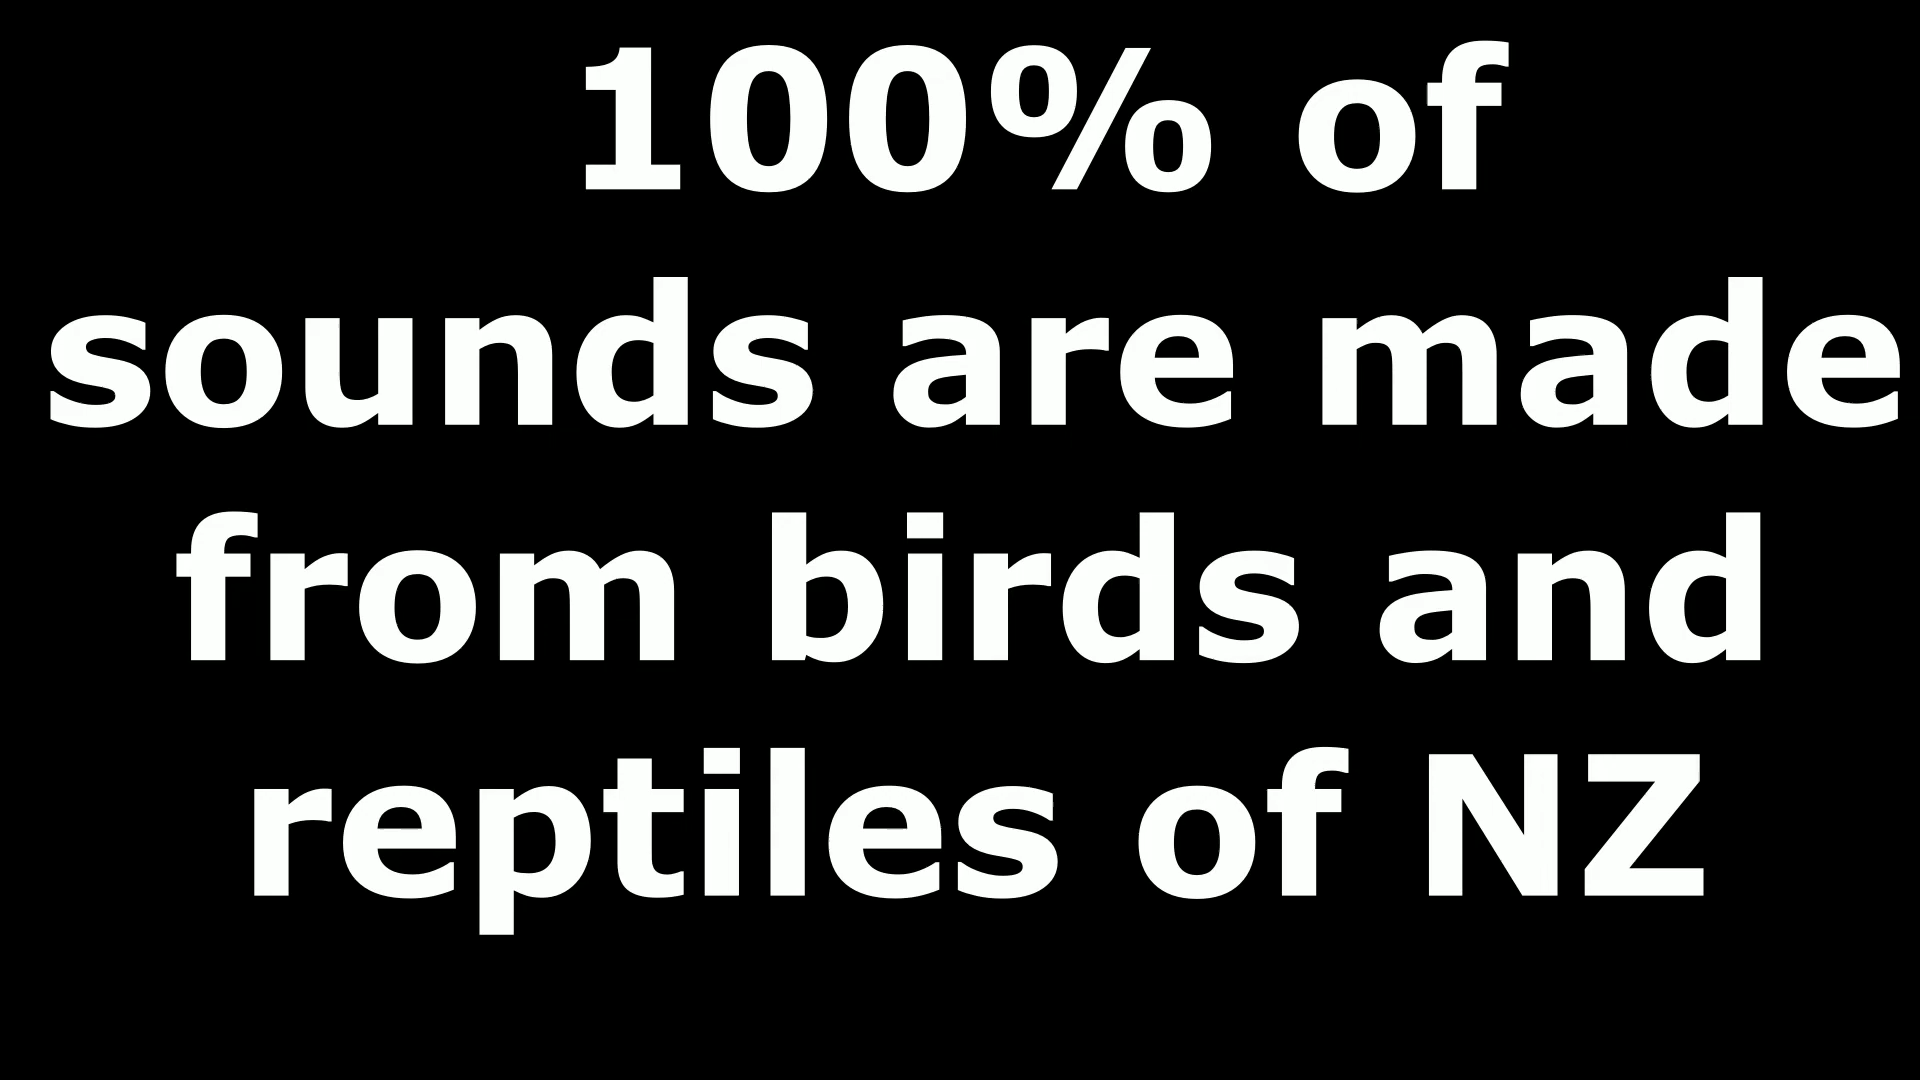 100% of
sounds are made
from birds and
reptiles of NZ